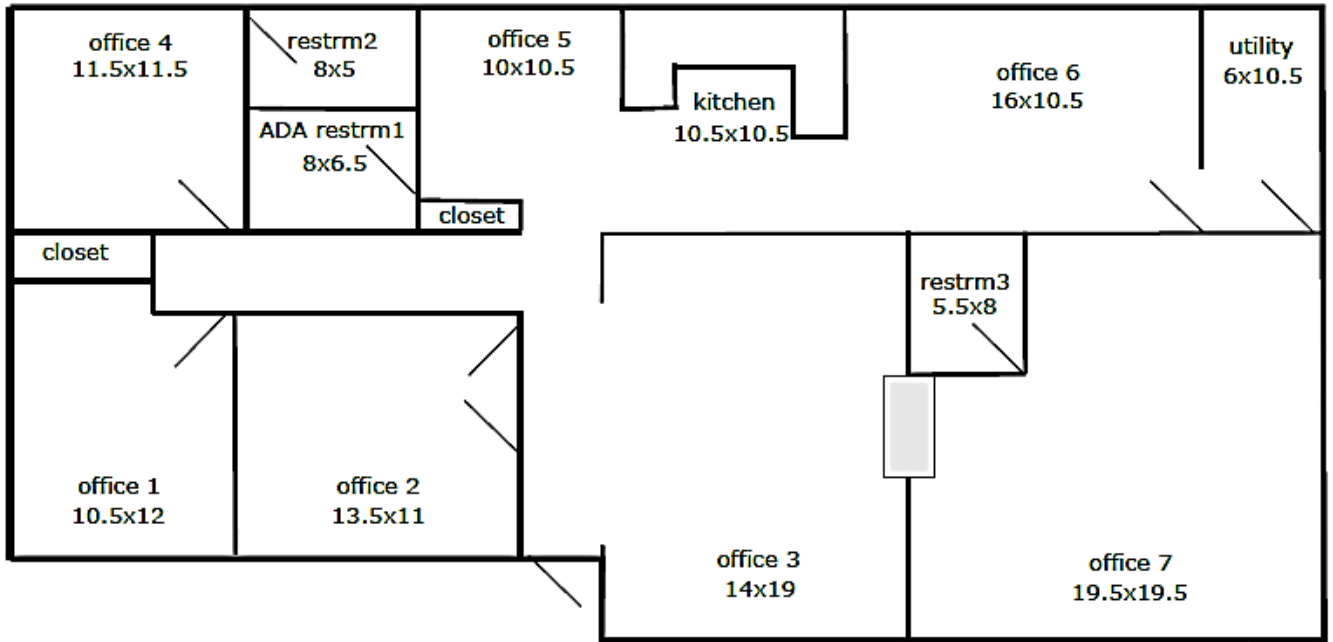 office 4
11.5x11.5
restrm2
8x5
office 5
10x10.5
kitchen
10.5x10.5
office 6
16x10.5
utility
6x10.5
ADA restrm1
8x6.5
closet
closet
restrm3
5.5x8
office 1
10.5x12
office 2
13.5x11
office 3
14x19
office 7
19.5x19.5